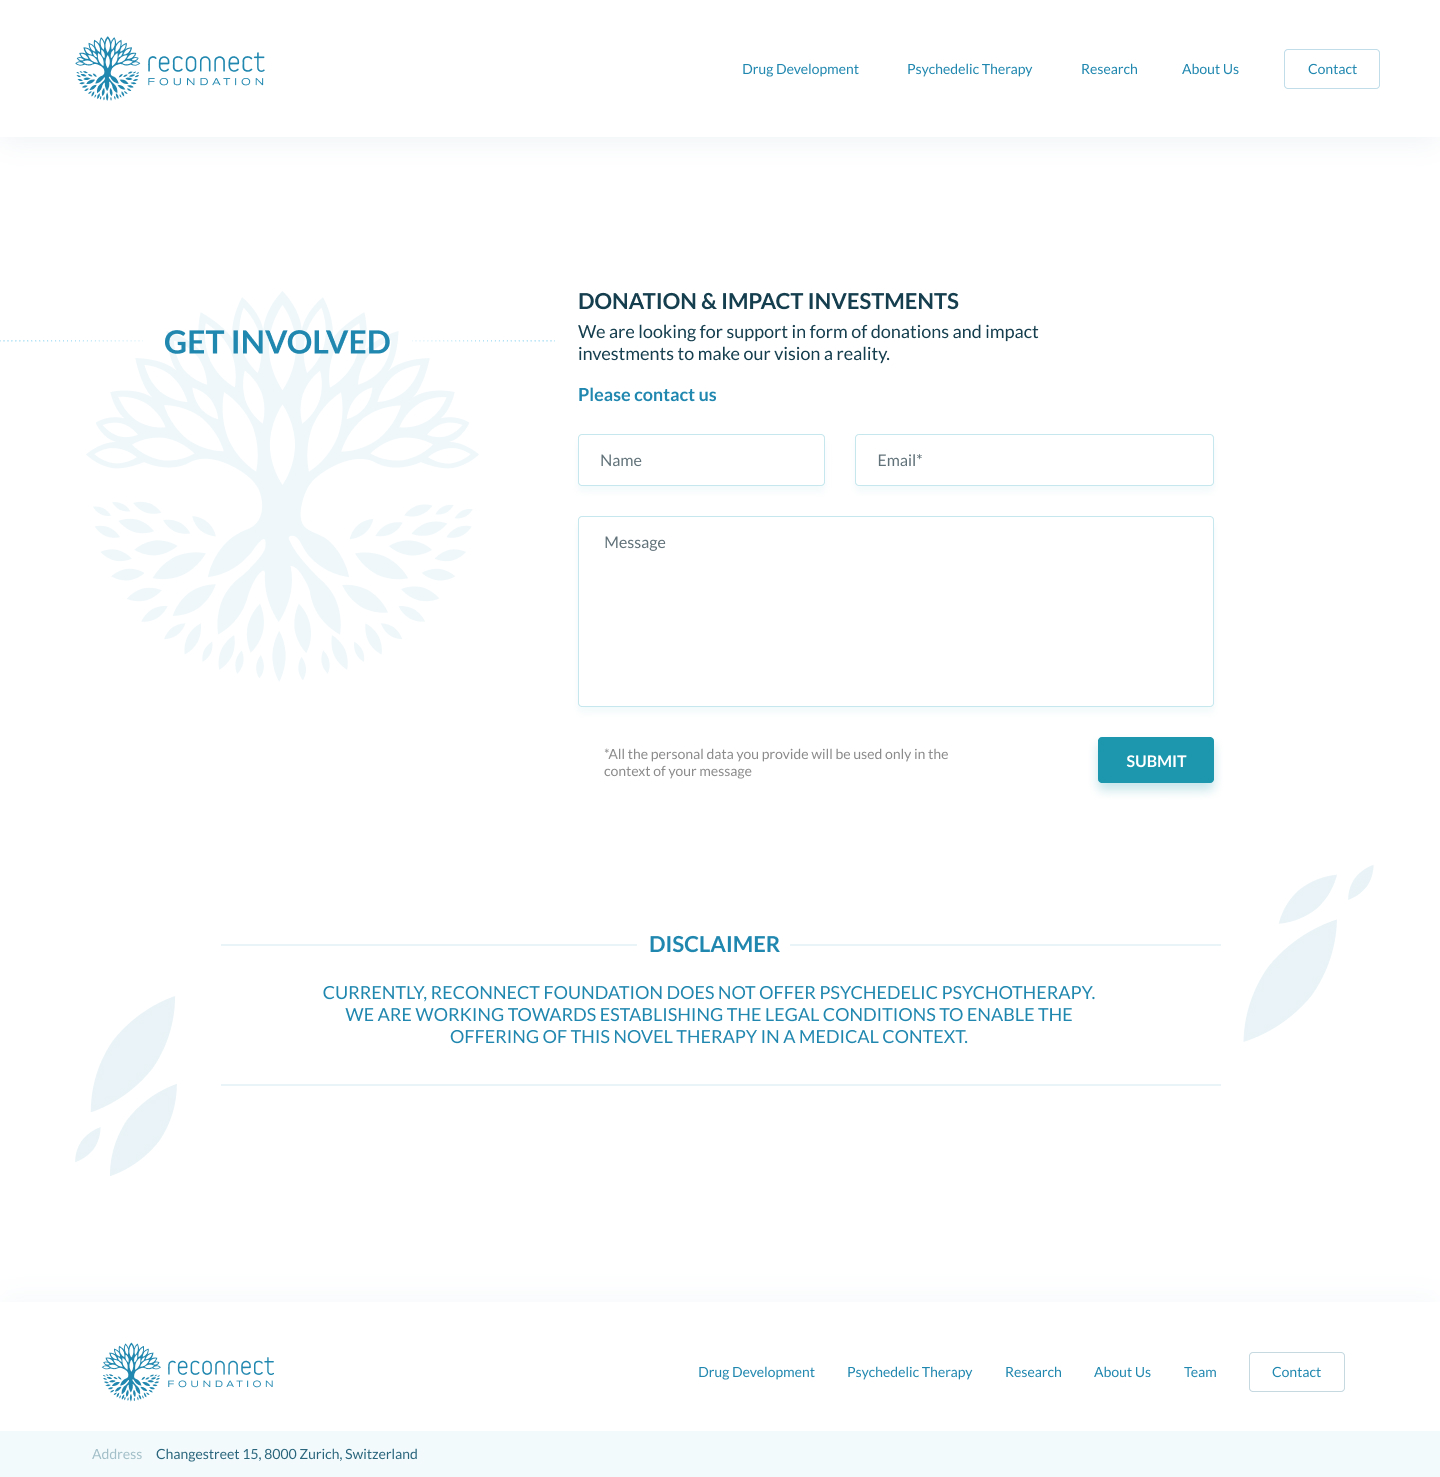 reconnect
FOUNDATION
Drug Development
Psychedelic Therapy
Research
About Us
Contact
GET INVOLVED
DONATION & IMPACT INVESTMENTS
We are looking for support in form of donations and impact
investments to make our vision a reality.
Please contact us
Name
Email*
Message
*All the personal data you provide will be used only in the
context of your message
SUBMIT
DISCLAIMER
CURRENTLY, RECONNECT FOUNDATION DOES NOT OFFER PSYCHEDELIC PSYCHOTHERAPY.
WE ARE WORKING TOWARDS ESTABLISHING THE LEGAL CONDITIONS TO ENABLE THE
OFFERING OF THIS NOVEL THERAPY IN A MEDICAL CONTEXT.
reconnect
FOUNDATION
Drug Development
Psychedelic Therapy
Research
About Us
Team
Contact
Address Changestreet 15, 8000 Zurich, Switzerland